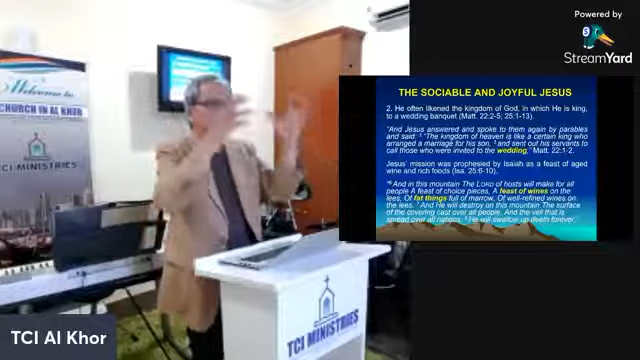 Powered by
StreamYard
Welcome to
CHURCH IN AL KHOR
TCI MINISTRIES
THE SOCIABLE AND JOYFUL JESUS
2. He often likened the kingdom of God, in which He is king,
to a wedding banquet (Matt. 22:2-5; 25:1-13).
"And Jesus answered and spoke to them again by parables
and said: 2 "The kingdom of heaven is like a certain king who
arranged a marriage for his son, 3 and sent out his servants to
call those who were invited to the wedding," Matt. 22:1-2.
Jesus' mission was prophesied by Isaiah as a feast of aged
wine and rich foods (Isa. 25:6-10).
"6 And in this mountain The LORD of hosts will make for all
people A feast of choice pieces, A feast of wines on
the lees, Of fat things full of marrow, Of well-refined wines on
the lees. 7 And He will destroy on this mountain The surface
of the covering cast over all people, And the veil that is
spread over all nations. 8 He will swallow up death forever,
TCI MINISTRIES
TCI Al Khor